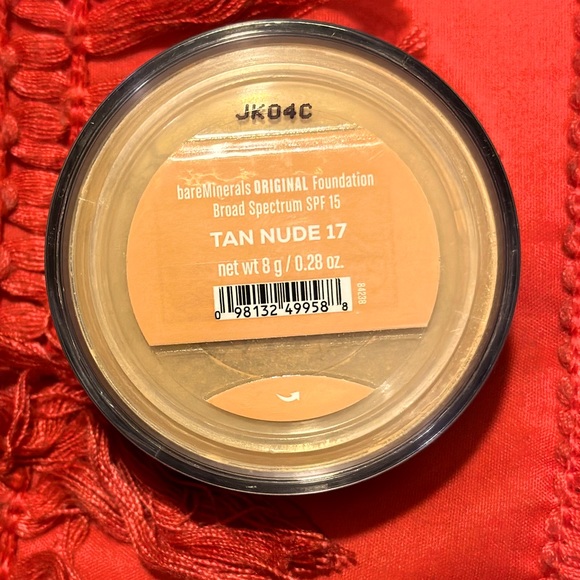 JK04C
bareMinerals ORIGINAL Foundation
Broad Spectrum SPF 15
TAN NUDE 17
net wt 8 g / 0.28 oz.
0 98132 49958 8
84238